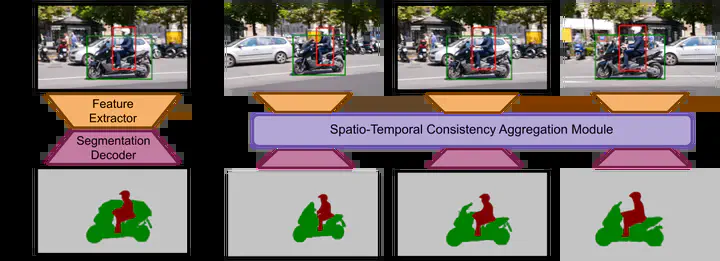 Feature
Extractor
Segmentation
Decoder
Spatio-Temporal Consistency Aggregation Module